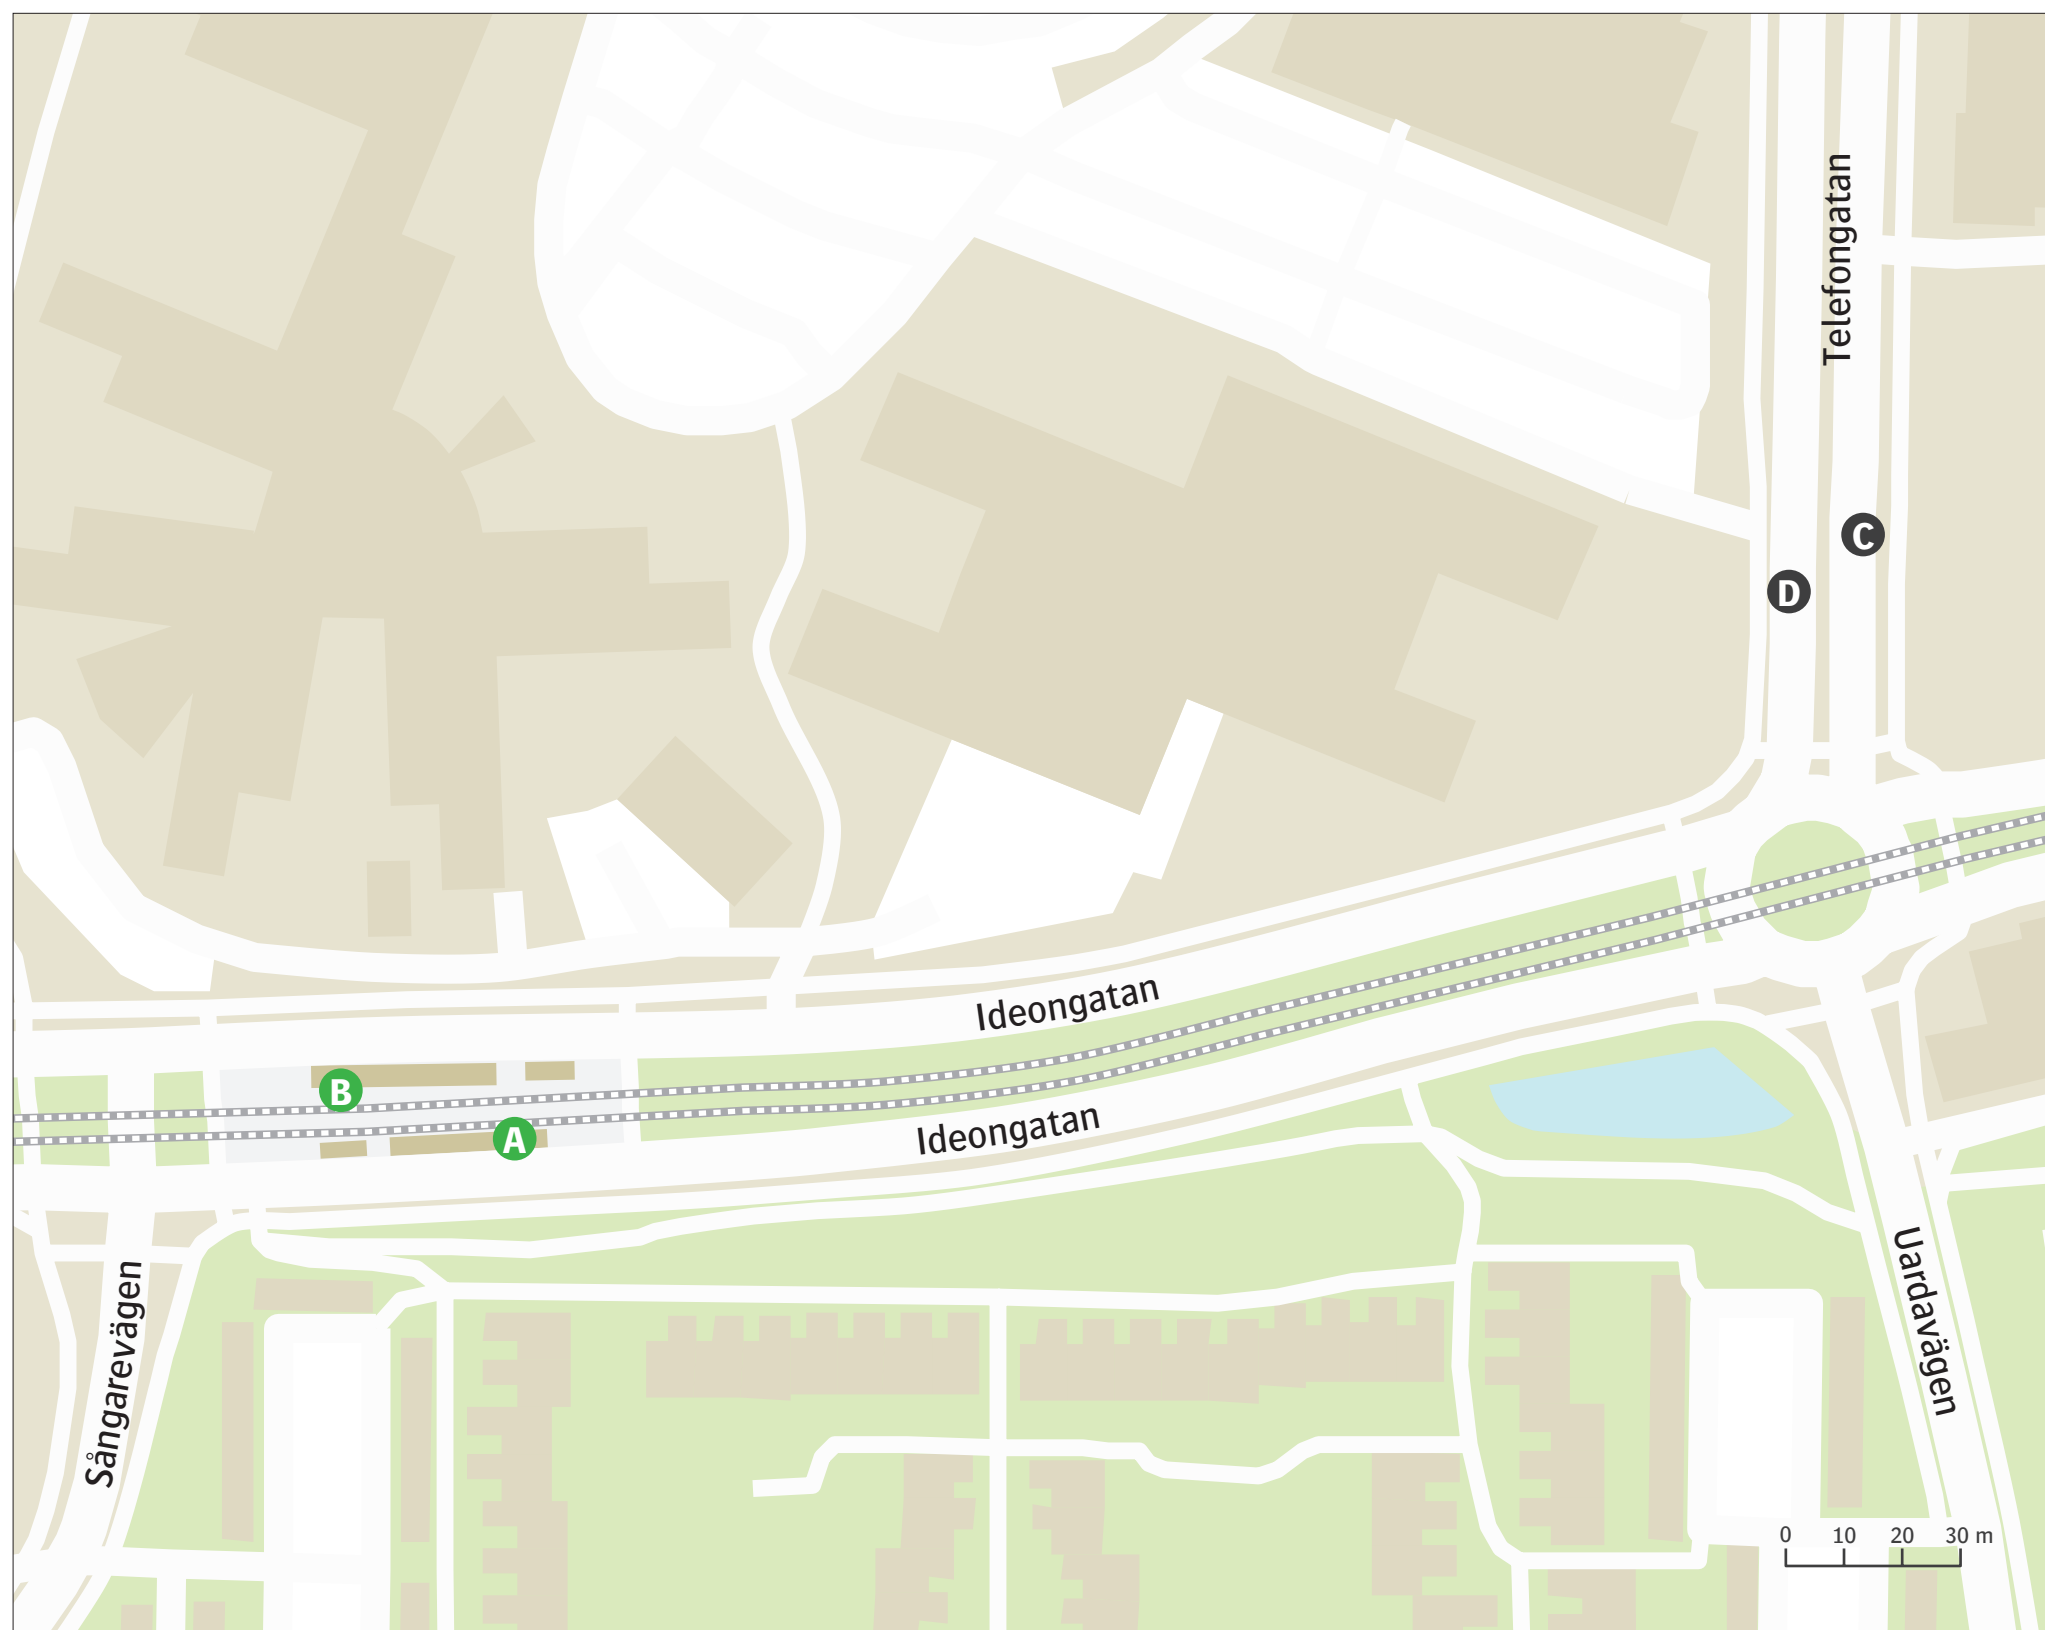 Telefongatan
C
D
Ideongatan
B
A
Ideongatan
Uardavägen
Sångarevägen
0 10 20 30 m